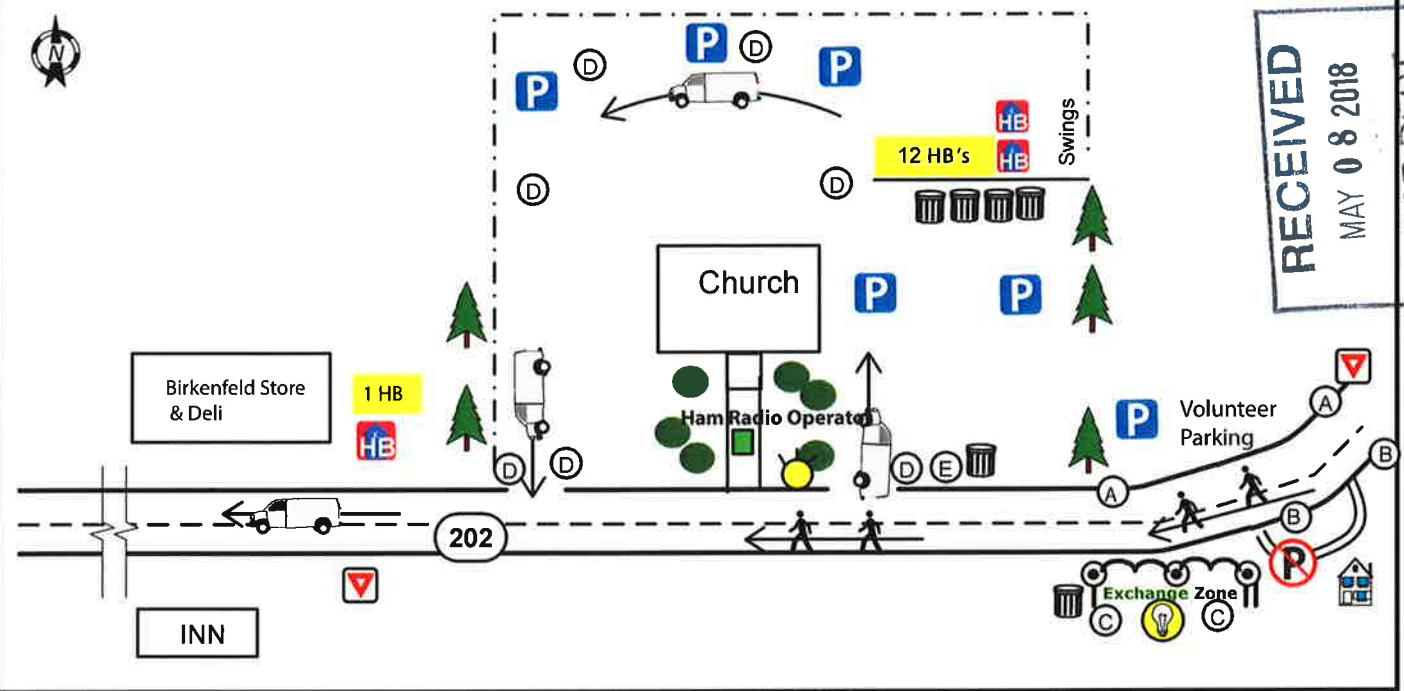 N
P
D
P
D
P
RECEIVED
MAY 08 2018
HB
12 HB's
HB
Swings
D
D
Church
P
P
Birkenfeld Store
& Deli
1 HB
HB
Ham Radio Operator
P
Volunteer
Parking
A
B
D
D
D
E
A
B
202
P
Exchange Zone
C
C
INN